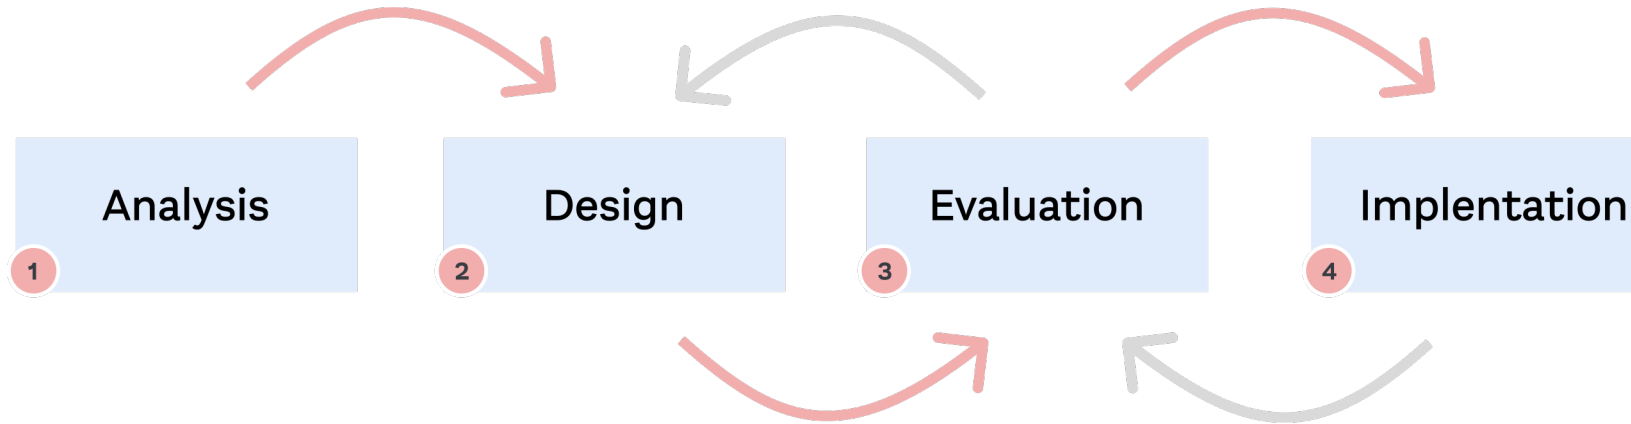 Analysis
Design
Evaluation
Implentation
1
2
3
4